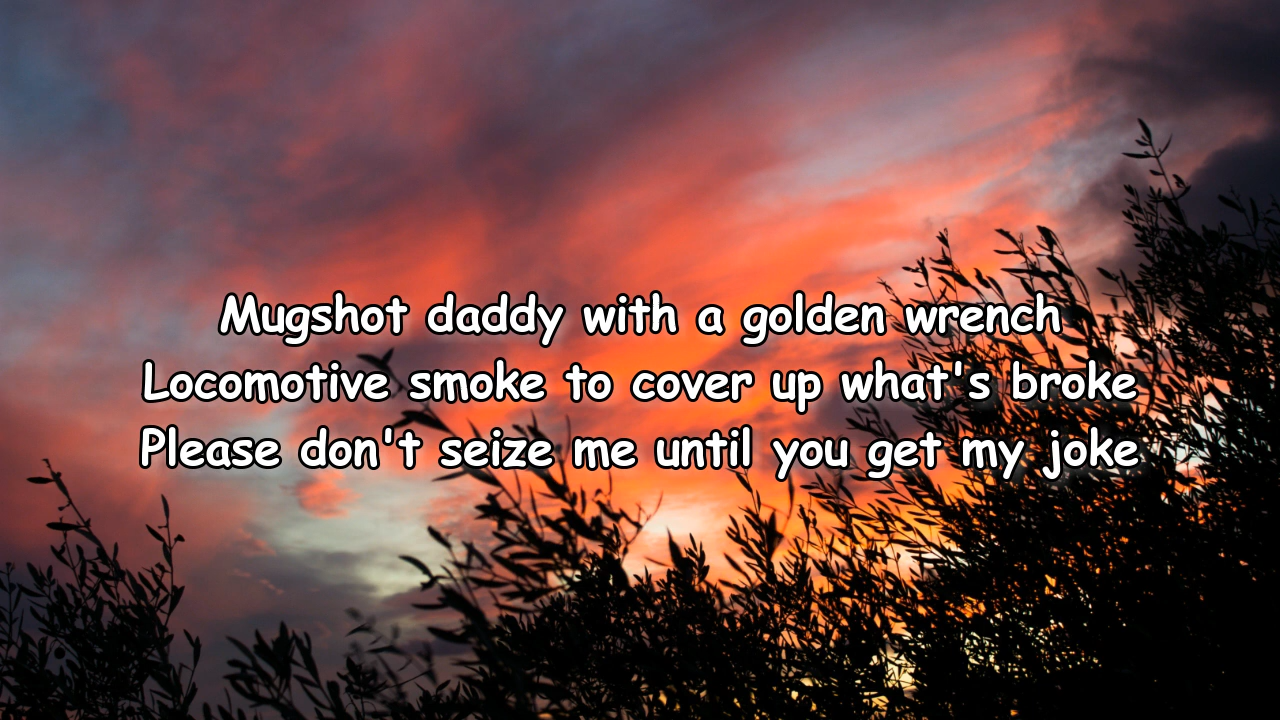 Mugshot daddy with a golden wrench
Locomotive smoke to cover up what's broke
Please don't seize me until you get my joke